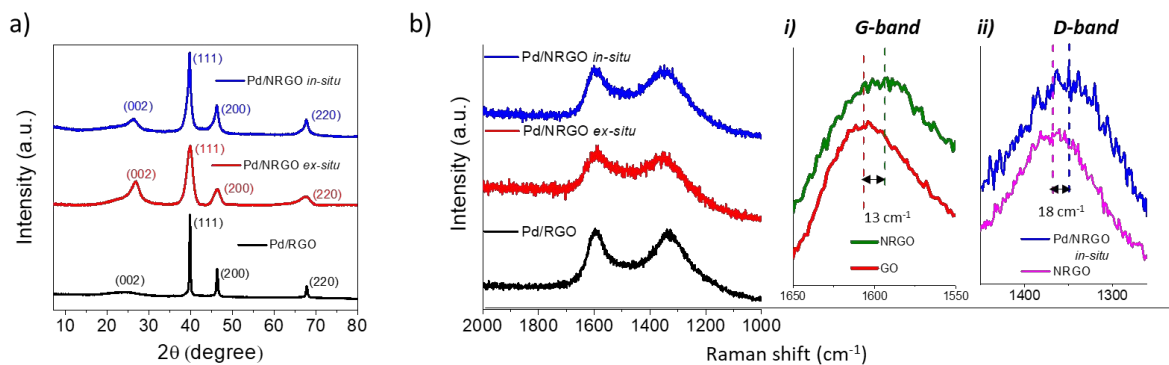 a)
Intensity (a.u.)
Pd/NRGO in-situ
(111)
(002)
(200)
(220)
Pd/NRGO ex-situ
(111)
(002)
(200)
(220)
Pd/RGO
(111)
(002)
(200)
(220)
10 20 30 40 50 60 70 80
2θ (degree)
b)
Intensity (a.u.)
Pd/NRGO in-situ
Pd/NRGO ex-situ
Pd/RGO
2000 1800 1600 1400 1200 1000
i) G-band
13 cm-1
NRGO
GO
1650 1600 1550
ii) D-band
18 cm-1
Pd/NRGO
in-situ
NRGO
1400 1300
Raman shift (cm-1)